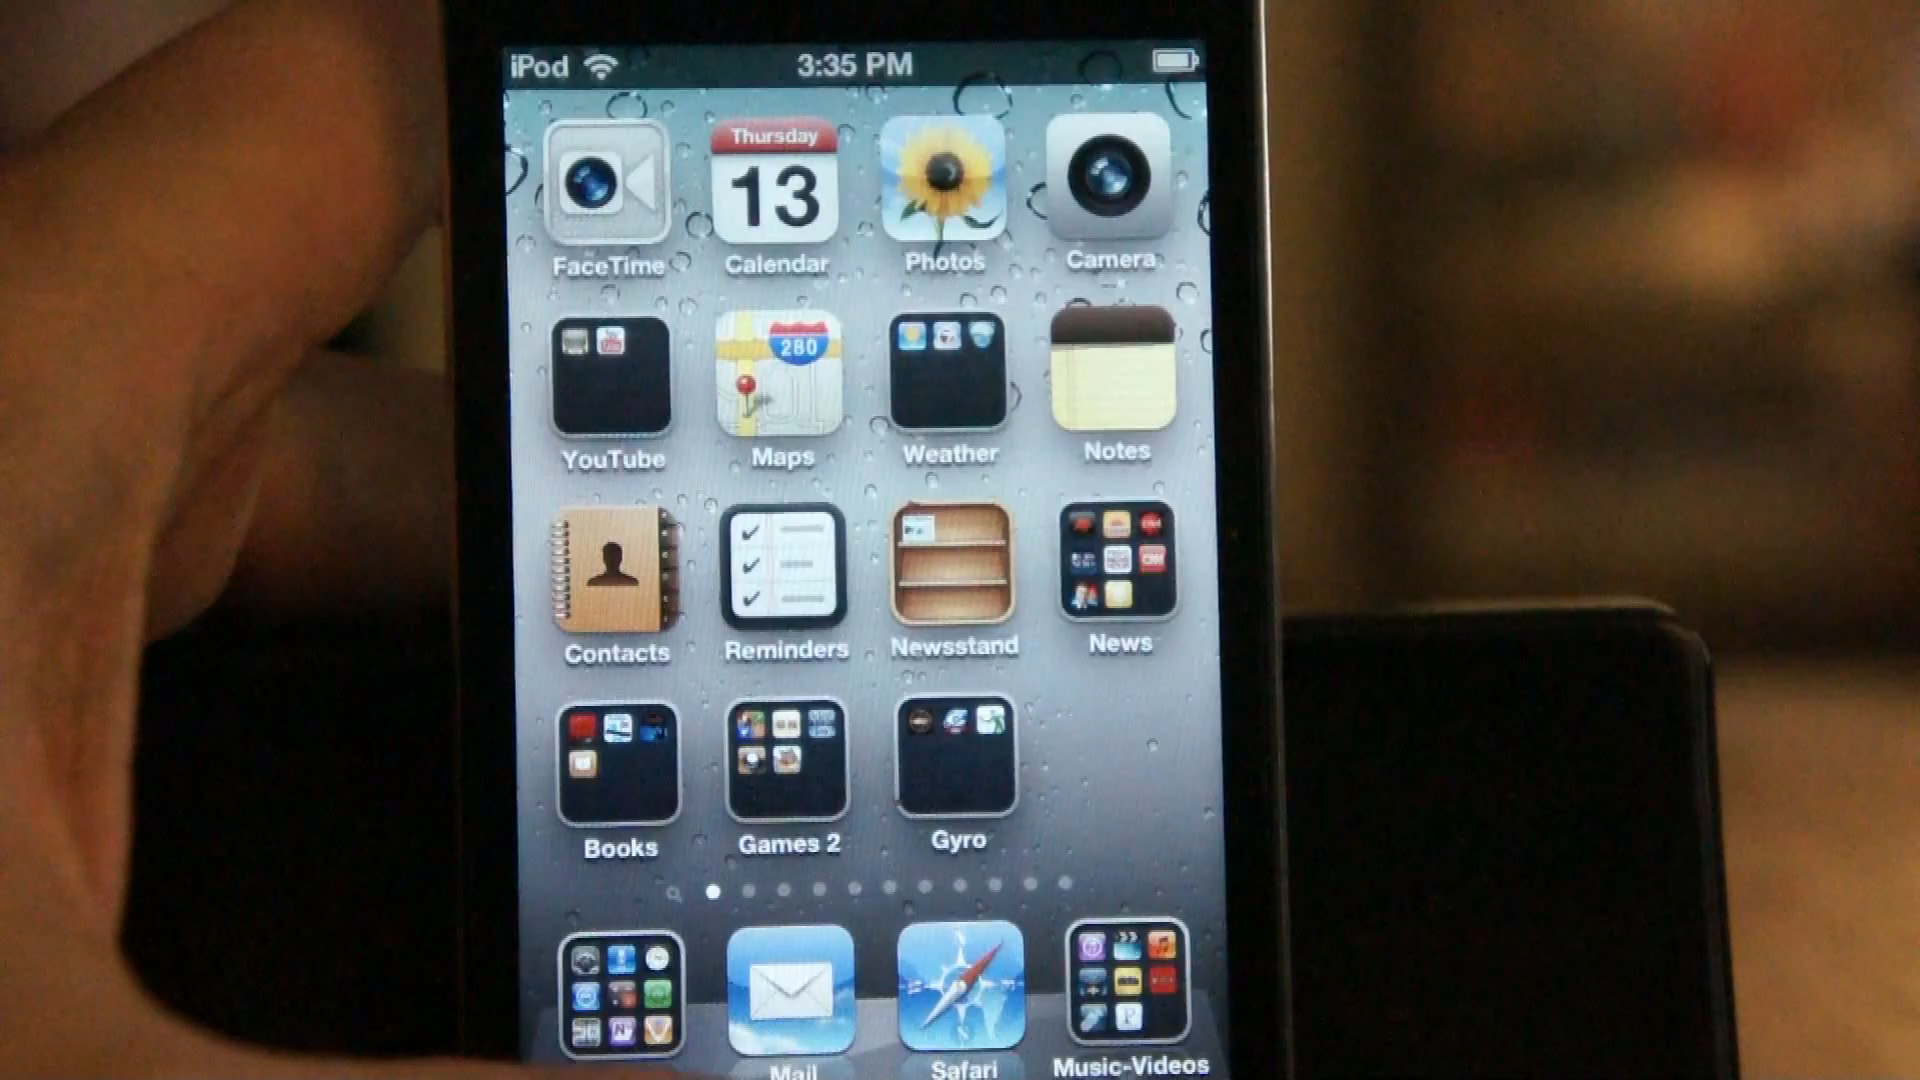 iPod 3:35 PM
Thursday
13
FaceTime Calendar Photos Camera
280
YouTube Maps Weather Notes
CNN
Contacts Reminders Newsstand News
Books Games 2 Gyro
N
Mail Safari Music-Videos